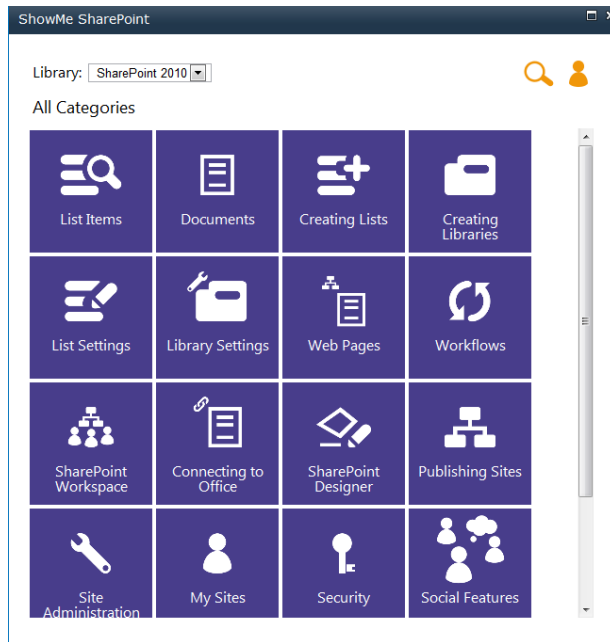 ShowMe SharePoint
Library: SharePoint 2010
All Categories
List Items
Documents
Creating Lists
Creating
Libraries
List Settings
Library Settings
Web Pages
Workflows
SharePoint
Workspace
Connecting to
Office
SharePoint
Designer
Publishing Sites
Site
Administration
My Sites
Security
Social Features